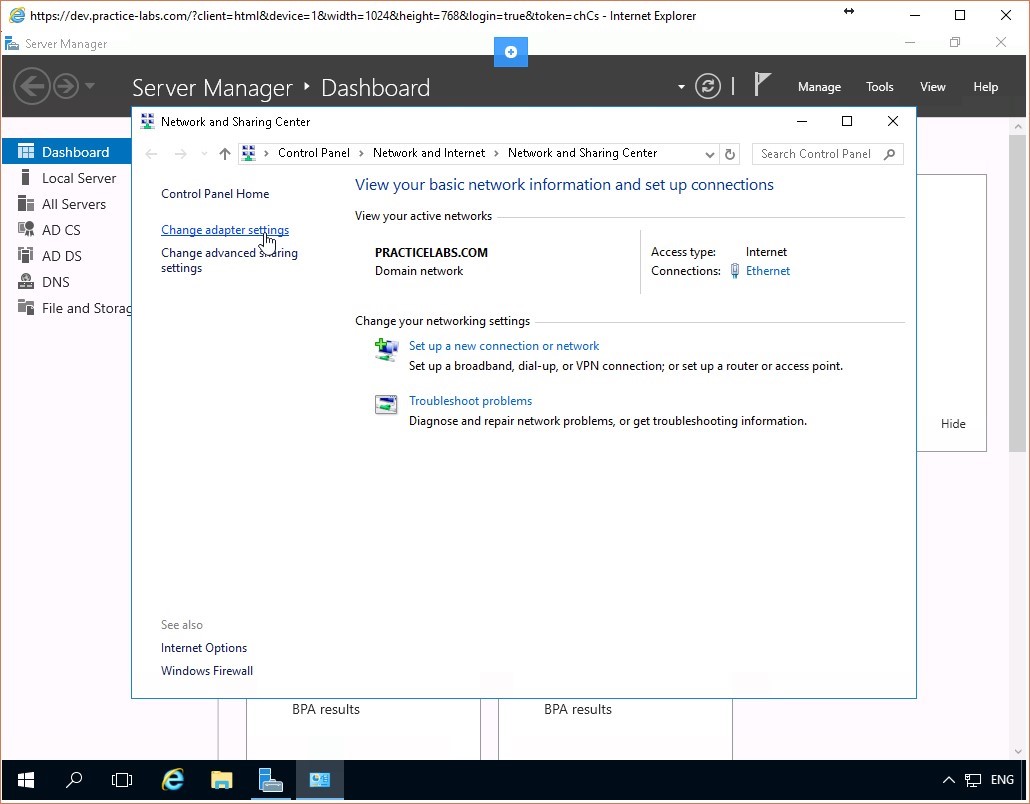 https://dev.practice-labs.com/?client=html&device=1&width=1024&height=768&login=true&token=chCs - Internet Explorer
Server Manager
Server Manager ‣ Dashboard
Manage Tools View Help
Network and Sharing Center
Control Panel > Network and Internet > Network and Sharing Center
Search Control Panel
Dashboard
Local Server
All Servers
AD CS
AD DS
DNS
File and Storag
Control Panel Home
Change adapter settings
Change advanced sharing
settings
View your basic network information and set up connections
View your active networks
PRACTICELABS.COM
Domain network
Access type: Internet
Connections: Ethernet
Change your networking settings
Set up a new connection or network
Set up a broadband, dial-up, or VPN connection; or set up a router or access point.
Troubleshoot problems
Diagnose and repair network problems, or get troubleshooting information.
Hide
See also
Internet Options
Windows Firewall
BPA results
BPA results
ENG